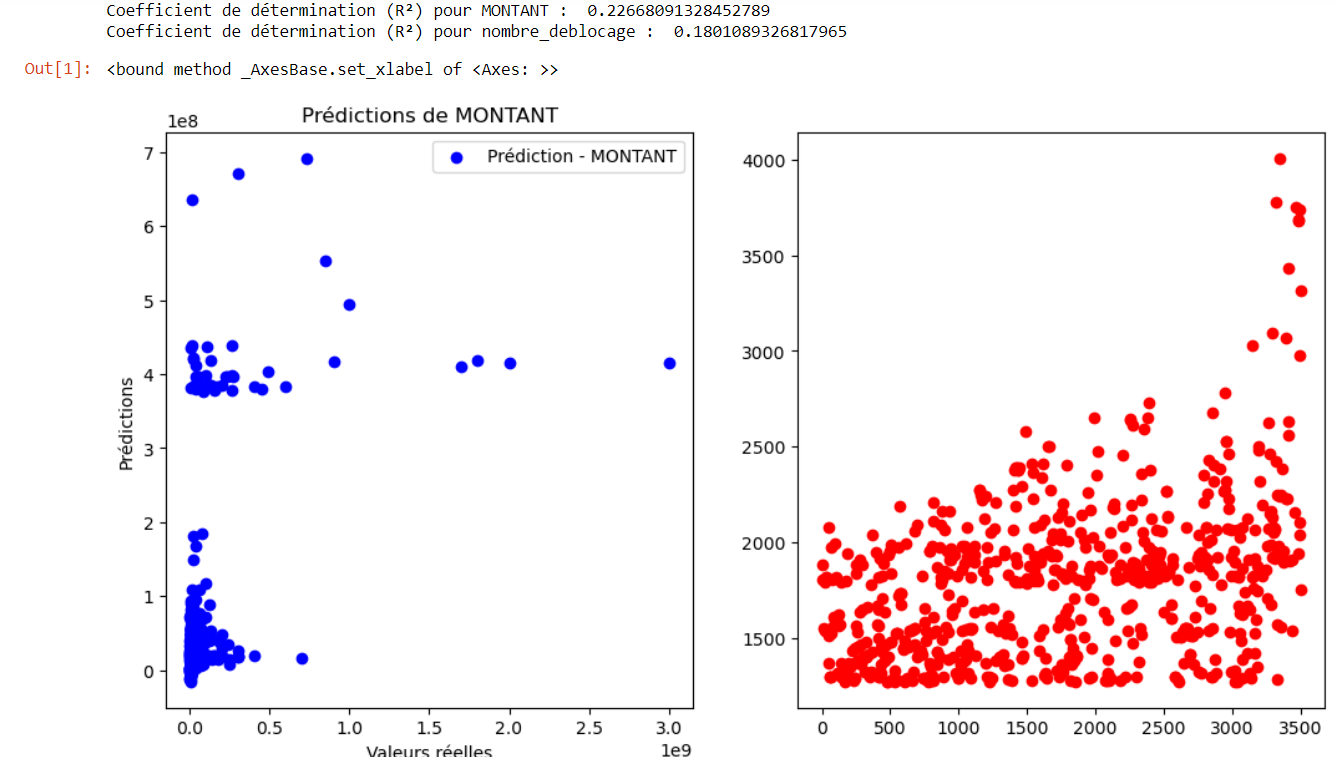 Coefficient de détermination (R²) pour MONTANT :  0.22668091328452789
Coefficient de détermination (R²) pour nombre_deblocage :  0.1801089326817965
Out[1]: <bound method _AxesBase.set_xlabel of <Axes: >>
Prédictions de MONTANT
1e8
Prédiction - MONTANT
7
6
5
4
3
2
1
0
Prédictions
0.0 0.5 1.0 1.5 2.0 2.5 3.0
Valeurs réelles
1e9
4000
3500
3000
2500
2000
1500
0 500 1000 1500 2000 2500 3000 3500